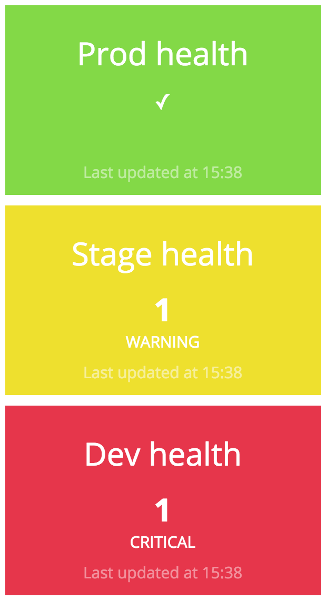 Prod health
✓
Last updated at 15:38
Stage health
1
WARNING
Last updated at 15:38
Dev health
1
CRITICAL
Last updated at 15:38